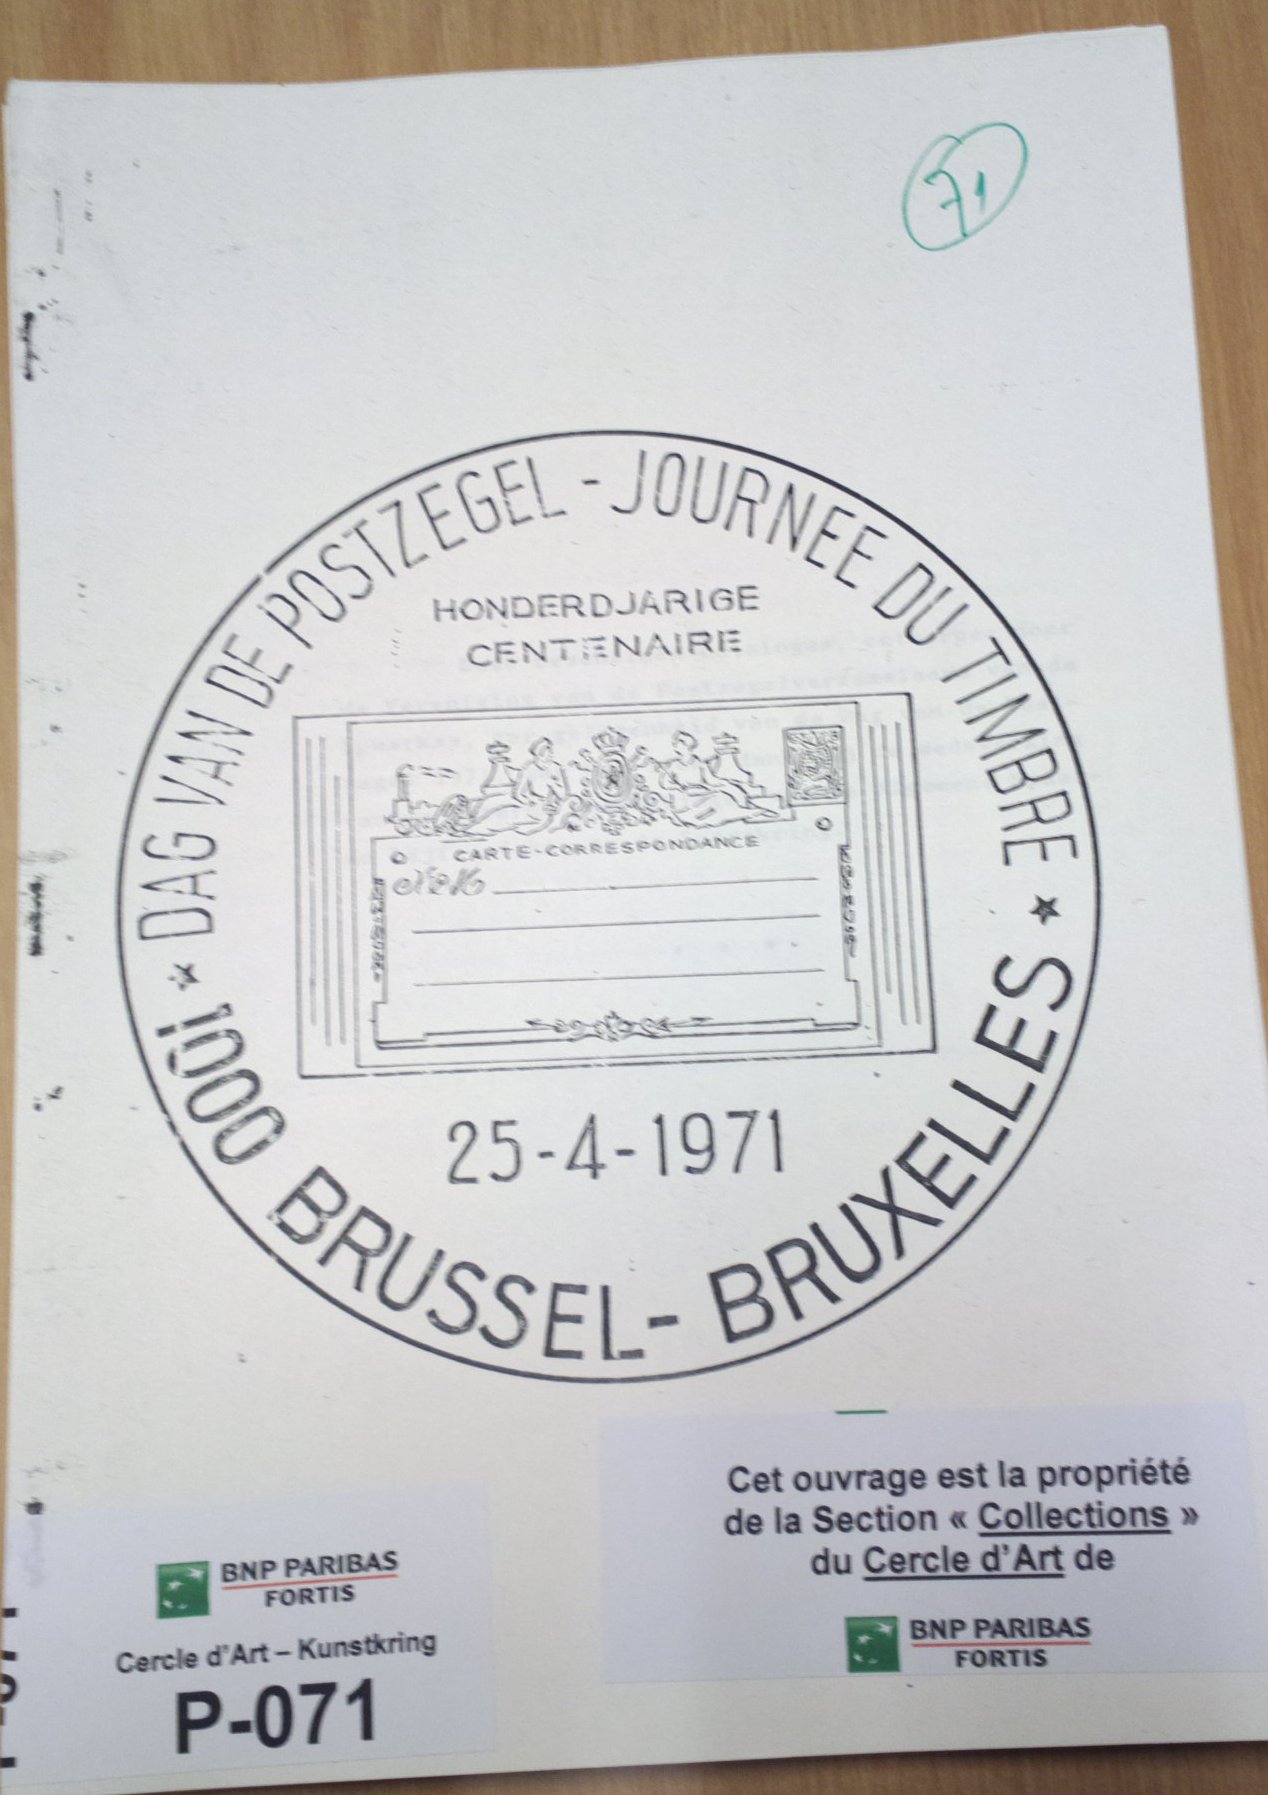 71
DAG VAN DE POSTZEGEL - JOURNEE DU TIMBRE
HONDERDJARIGE
CENTENAIRE
CARTE-CORRESPONDANCE
25-4-1971
* 1000 BRUSSEL - BRUXELLES *
Cet ouvrage est la propriété
de la Section « Collections »
du Cercle d'Art de
BNP PARIBAS
FORTIS
BNP PARIBAS
FORTIS
Cercle d'Art – Kunstkring
P-071